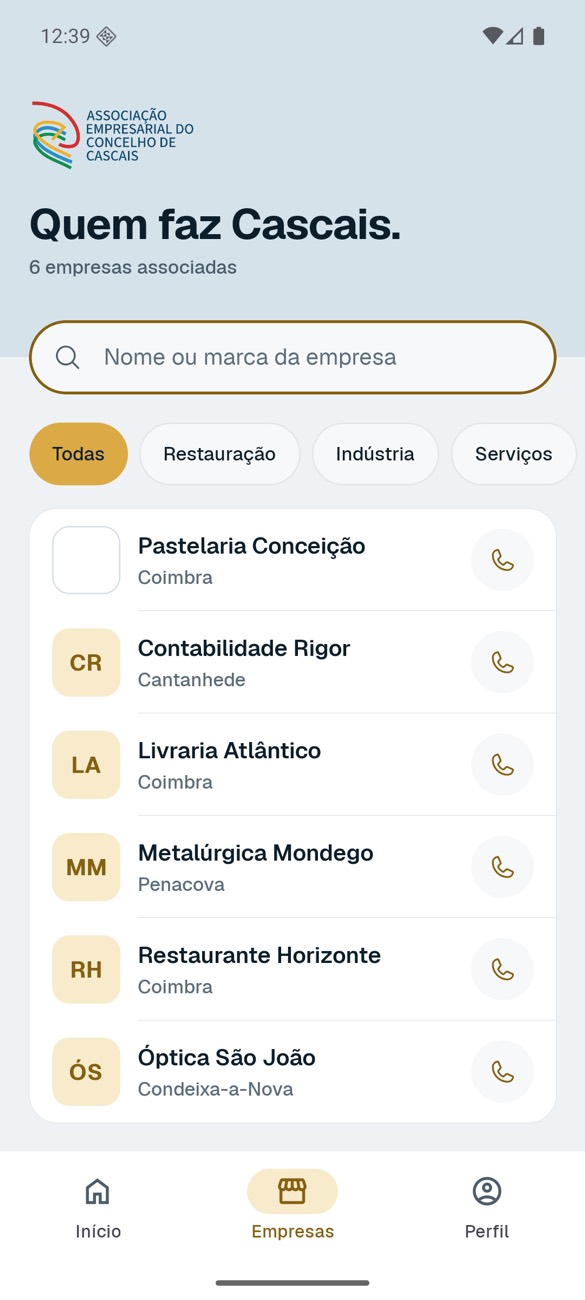 12:39
ASSOCIAÇÃO
EMPRESARIAL DO
CONCELHO DE
CASCAIS
Quem faz Cascais.
6 empresas associadas
Nome ou marca da empresa
Todas Restauração Indústria Serviços
Pastelaria Conceição
Coimbra
CR Contabilidade Rigor
Cantanhede
LA Livraria Atlântico
Coimbra
MM Metalúrgica Mondego
Penacova
RH Restaurante Horizonte
Coimbra
ÓS Óptica São João
Condeixa-a-Nova
Início Empresas Perfil